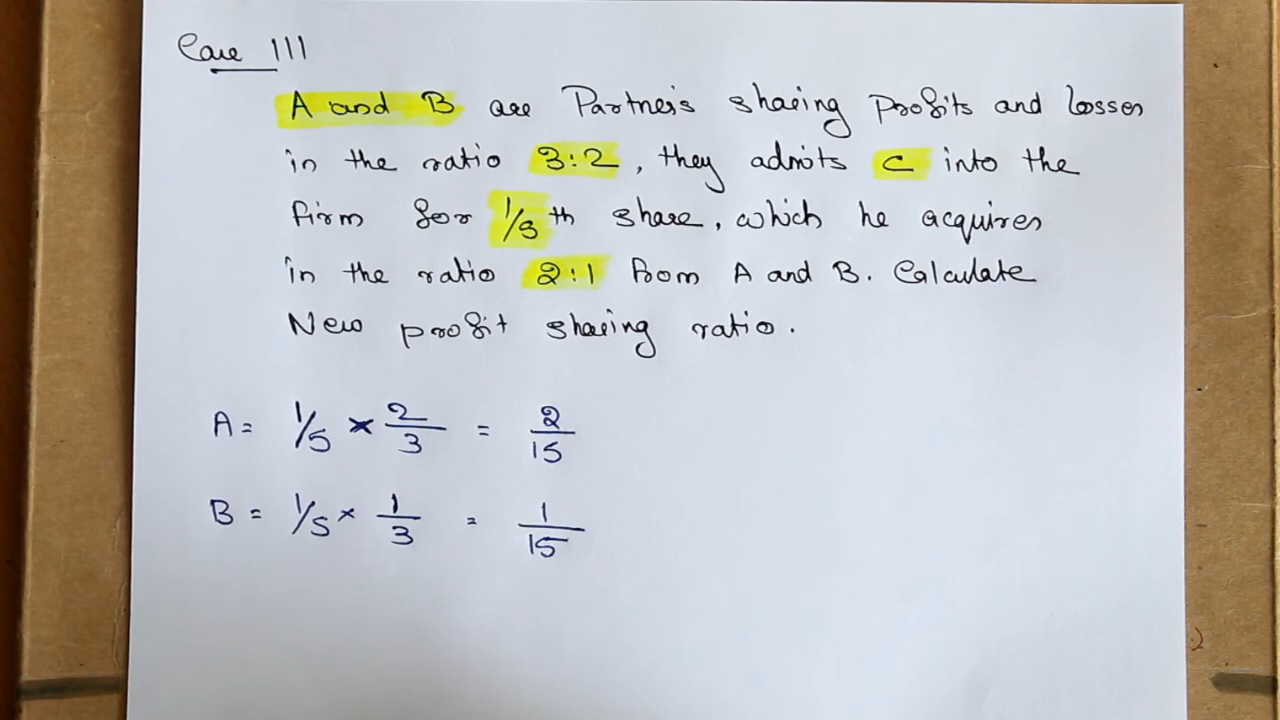 Case III
A and B are Partners sharing Profits and losses
in the ratio 3:2, they admits C into the
firm for 1/5th share, which he acquires
in the ratio 2:1 from A and B. Calculate
New profit sharing ratio.
A = 1/5 × 2/3 = 2/15
B = 1/5 × 1/3 = 1/15